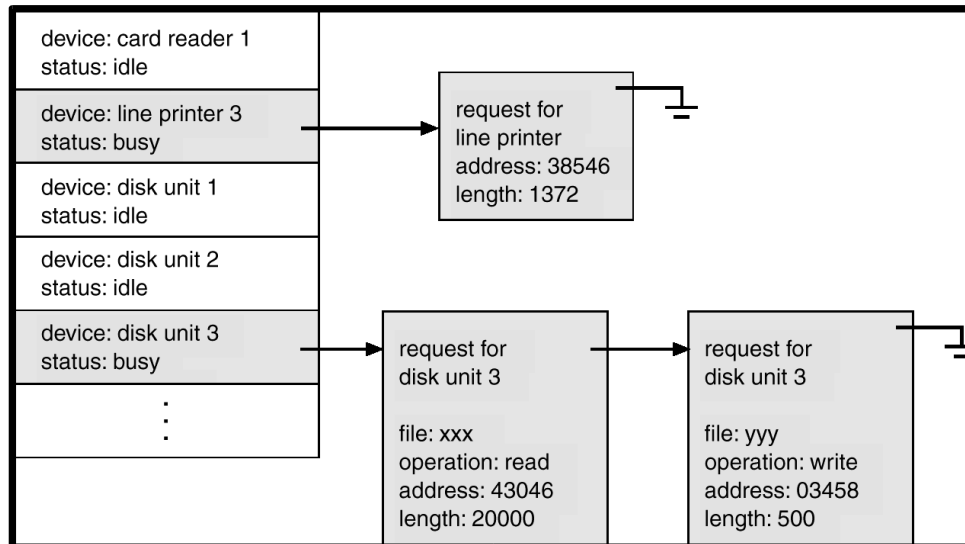 device: card reader 1
status: idle
device: line printer 3
status: busy
device: disk unit 1
status: idle
device: disk unit 2
status: idle
device: disk unit 3
status: busy
request for
line printer
address: 38546
length: 1372
request for
disk unit 3
file: xxx
operation: read
address: 43046
length: 20000
request for
disk unit 3
file: yyy
operation: write
address: 03458
length: 500